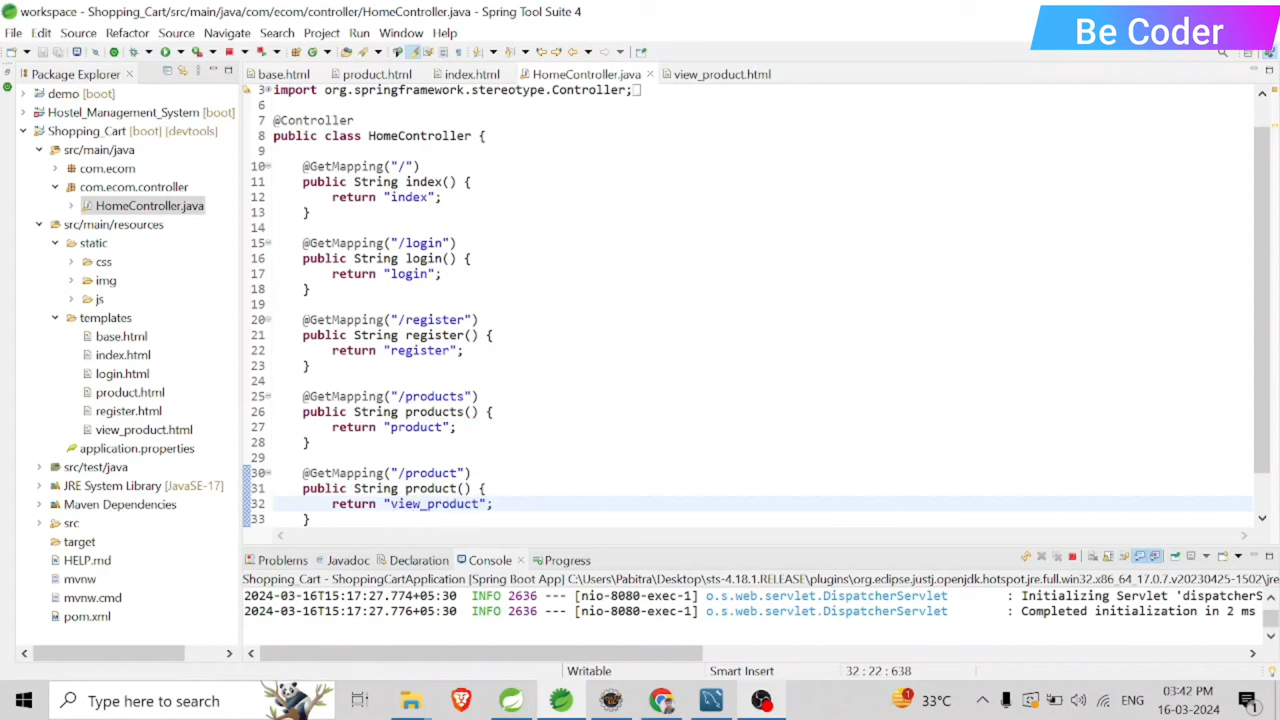 workspace - Shopping_Cart/src/main/java/com/ecom/controller/HomeController.java - Spring Tool Suite 4
Be Coder
File Edit Source Refactor Source Navigate Search Project Run Window Help
Package Explorer
base.html product.html index.html HomeController.java view_product.html
demo [boot]
Hostel_Management_System [boot]
Shopping_Cart [boot] [devtools]
src/main/java
com.ecom
com.ecom.controller
HomeController.java
src/main/resources
static
css
img
js
templates
base.html
index.html
login.html
product.html
register.html
view_product.html
application.properties
src/test/java
JRE System Library [JavaSE-17]
Maven Dependencies
src
target
HELP.md
mvnw
mvnw.cmd
pom.xml
3 import org.springframework.stereotype.Controller;
6
7 @Controller
8 public class HomeController {
9
10 @GetMapping("/")
11 public String index() {
12 return "index";
13 }
14
15 @GetMapping("/login")
16 public String login() {
17 return "login";
18 }
19
20 @GetMapping("/register")
21 public String register() {
22 return "register";
23 }
24
25 @GetMapping("/products")
26 public String products() {
27 return "product";
28 }
29
30 @GetMapping("/product")
31 public String product() {
32 return "view_product";
33 }
Problems Javadoc Declaration Console Progress
Shopping_Cart - ShoppingCartApplication [Spring Boot App] C:\Users\Pabitra\Desktop\sts-4.18.1.RELEASE\plugins\org.eclipse.justj.openjdk.hotspot.jre.full.win32.x86_64_17.0.7.v20230425-1502\jre
2024-03-16T15:17:27.774+05:30 INFO 2636 --- [nio-8080-exec-1] o.s.web.servlet.DispatcherServlet : Initializing Servlet 'dispatcherS
2024-03-16T15:17:27.776+05:30 INFO 2636 --- [nio-8080-exec-1] o.s.web.servlet.DispatcherServlet : Completed initialization in 2 ms
Writable Smart Insert 32 : 22 : 638
Type here to search
1
33°C
ENG
03:42 PM
16-03-2024
1